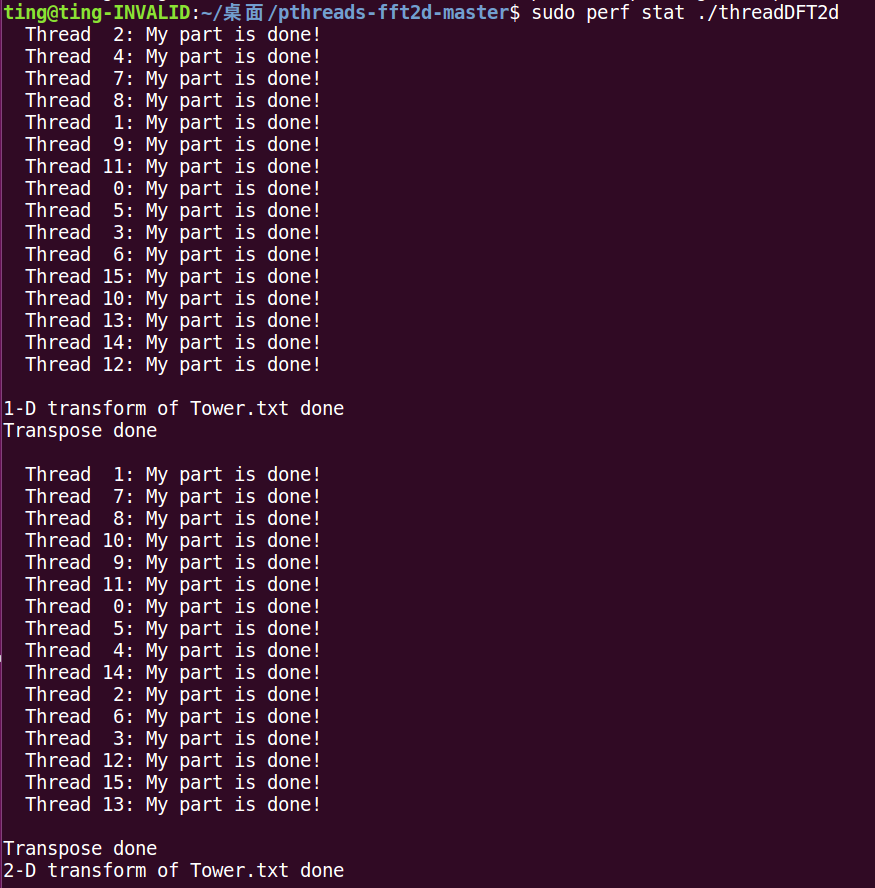 ting@ting-INVALID:~/桌面/pthreads-fft2d-master$ sudo perf stat ./threadDFT2d
  Thread  2: My part is done!
  Thread  4: My part is done!
  Thread  7: My part is done!
  Thread  8: My part is done!
  Thread  1: My part is done!
  Thread  9: My part is done!
  Thread 11: My part is done!
  Thread  0: My part is done!
  Thread  5: My part is done!
  Thread  3: My part is done!
  Thread  6: My part is done!
  Thread 15: My part is done!
  Thread 10: My part is done!
  Thread 13: My part is done!
  Thread 14: My part is done!
  Thread 12: My part is done!

1-D transform of Tower.txt done
Transpose done

  Thread  1: My part is done!
  Thread  7: My part is done!
  Thread  8: My part is done!
  Thread 10: My part is done!
  Thread  9: My part is done!
  Thread 11: My part is done!
  Thread  0: My part is done!
  Thread  5: My part is done!
  Thread  4: My part is done!
  Thread 14: My part is done!
  Thread  2: My part is done!
  Thread  6: My part is done!
  Thread  3: My part is done!
  Thread 12: My part is done!
  Thread 15: My part is done!
  Thread 13: My part is done!

Transpose done
2-D transform of Tower.txt done